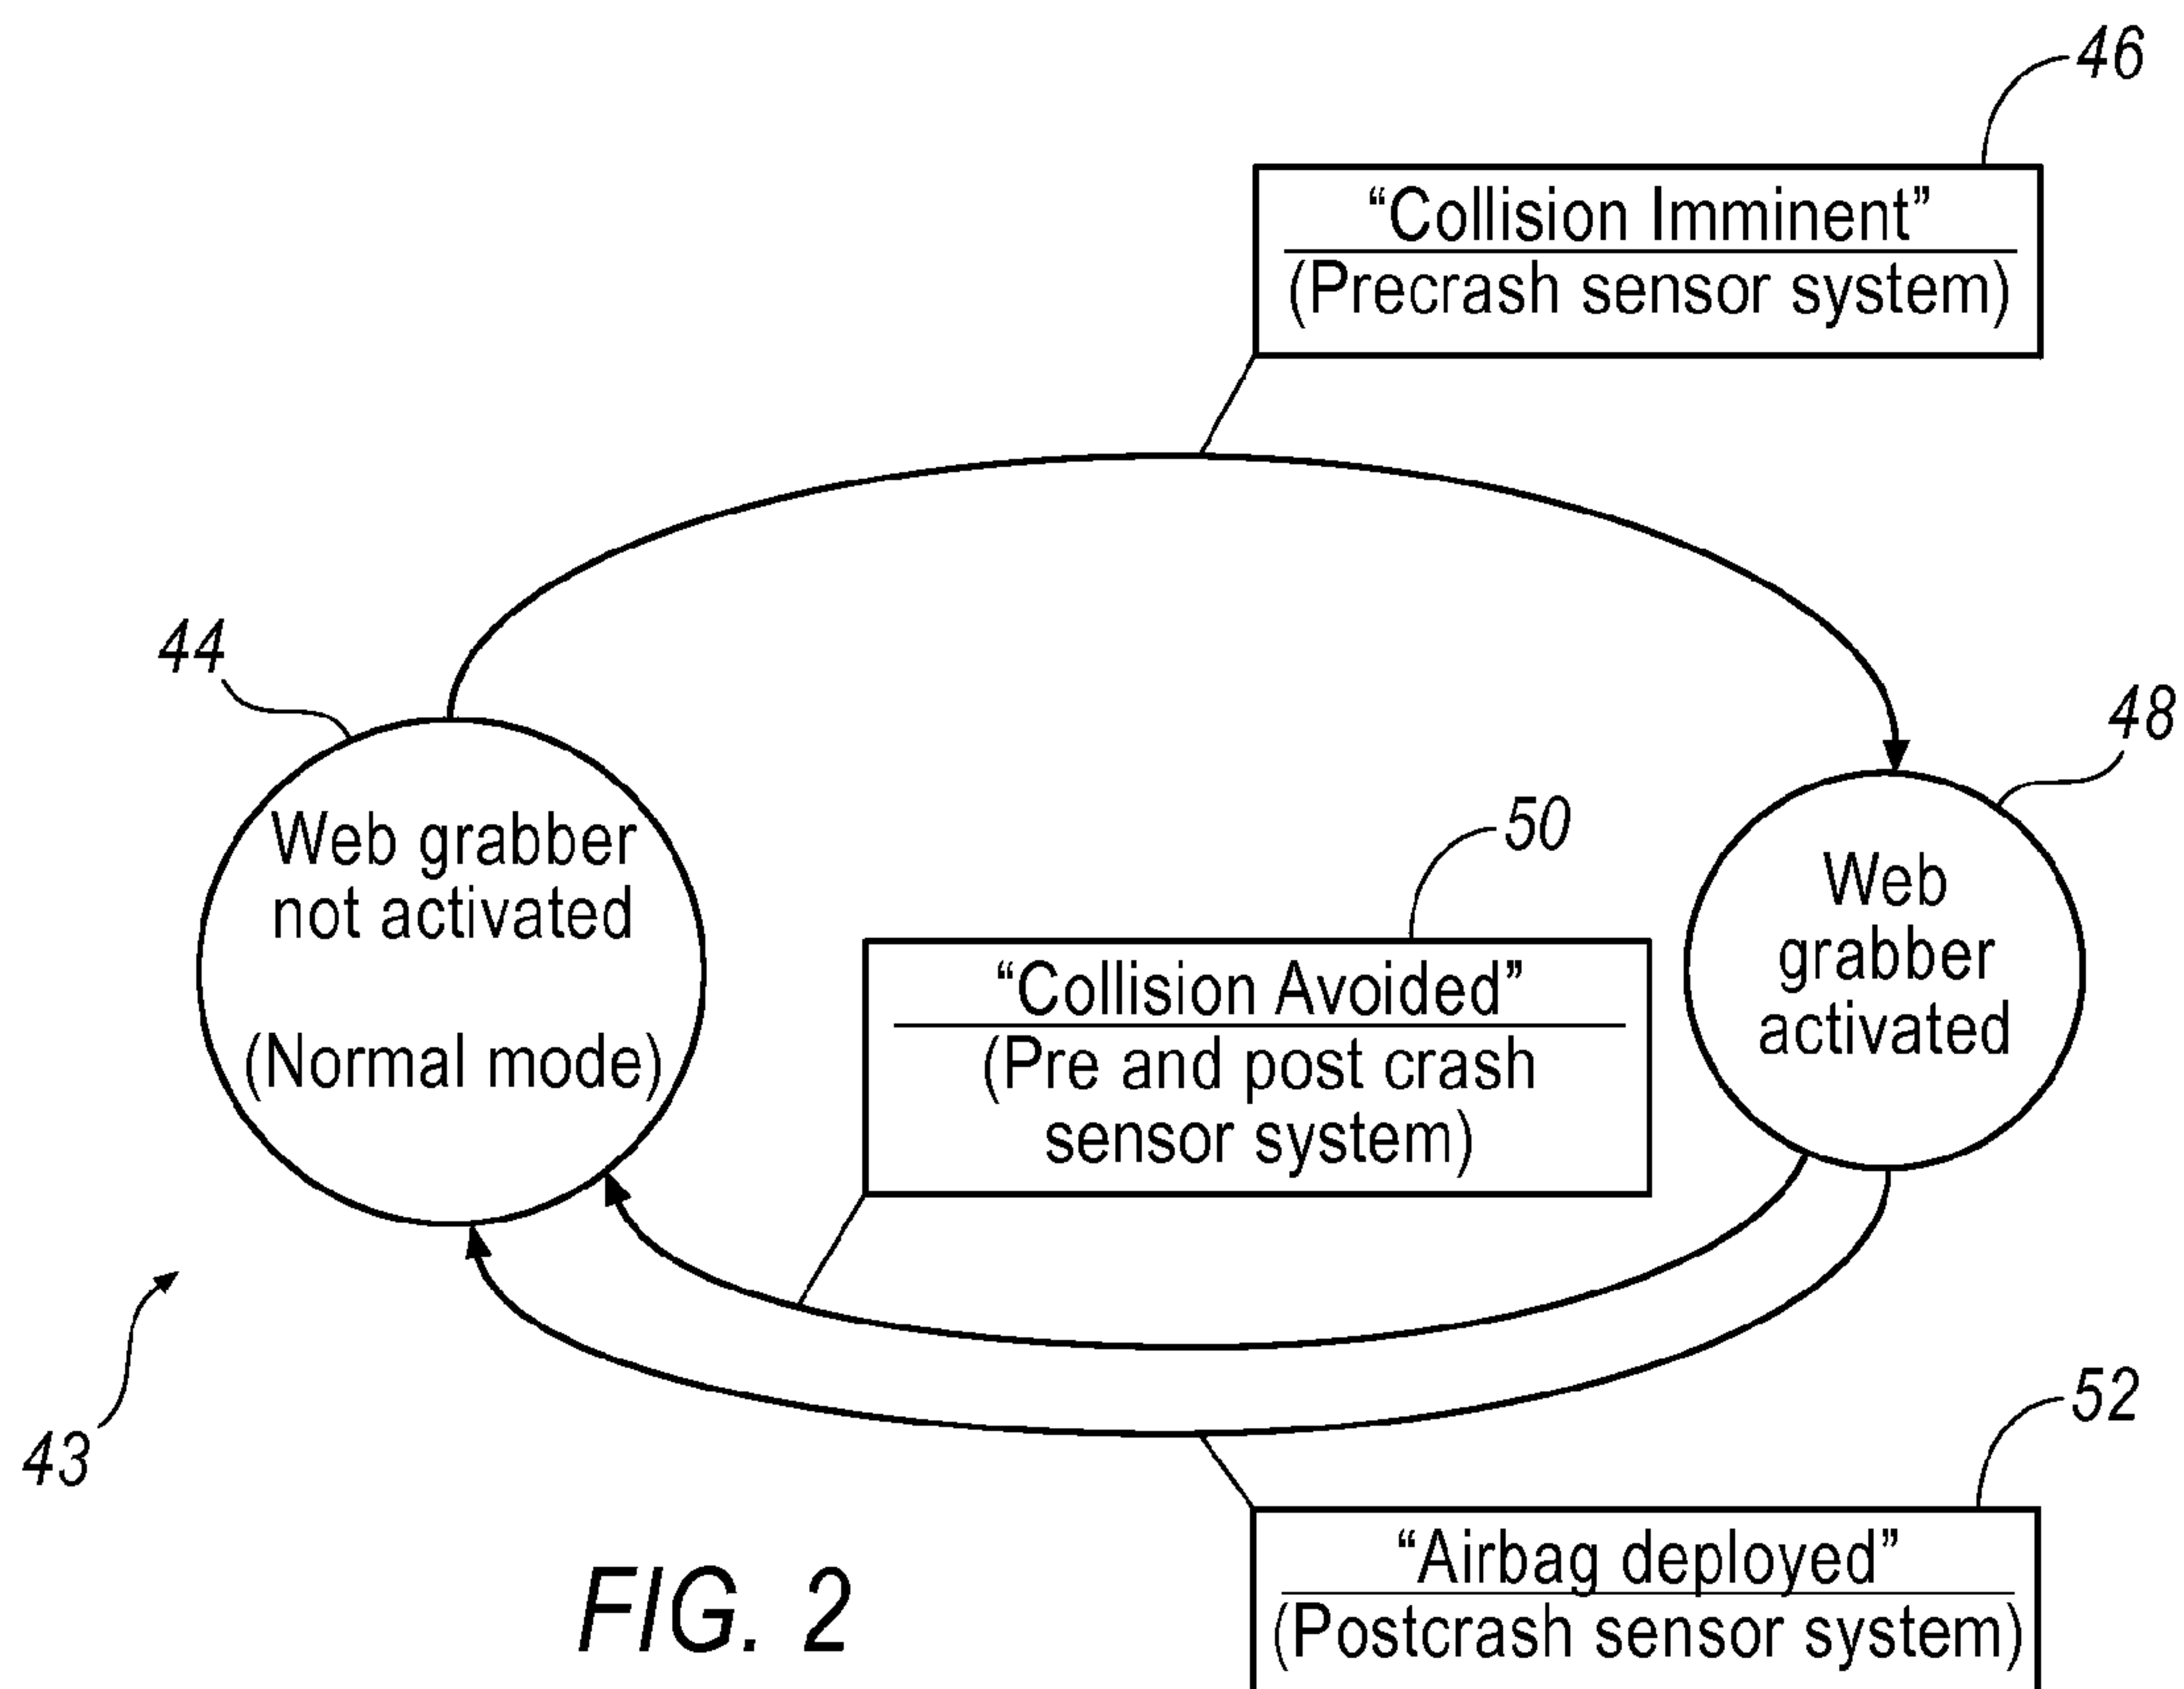 46
“Collision Imminent”
(Precrash sensor system)
44
48
Web grabber
not activated
(Normal mode)
50
Web
grabber
activated
“Collision Avoided”
(Pre and post crash
sensor system)
43
52
“Airbag deployed”
(Postcrash sensor system)
FIG. 2